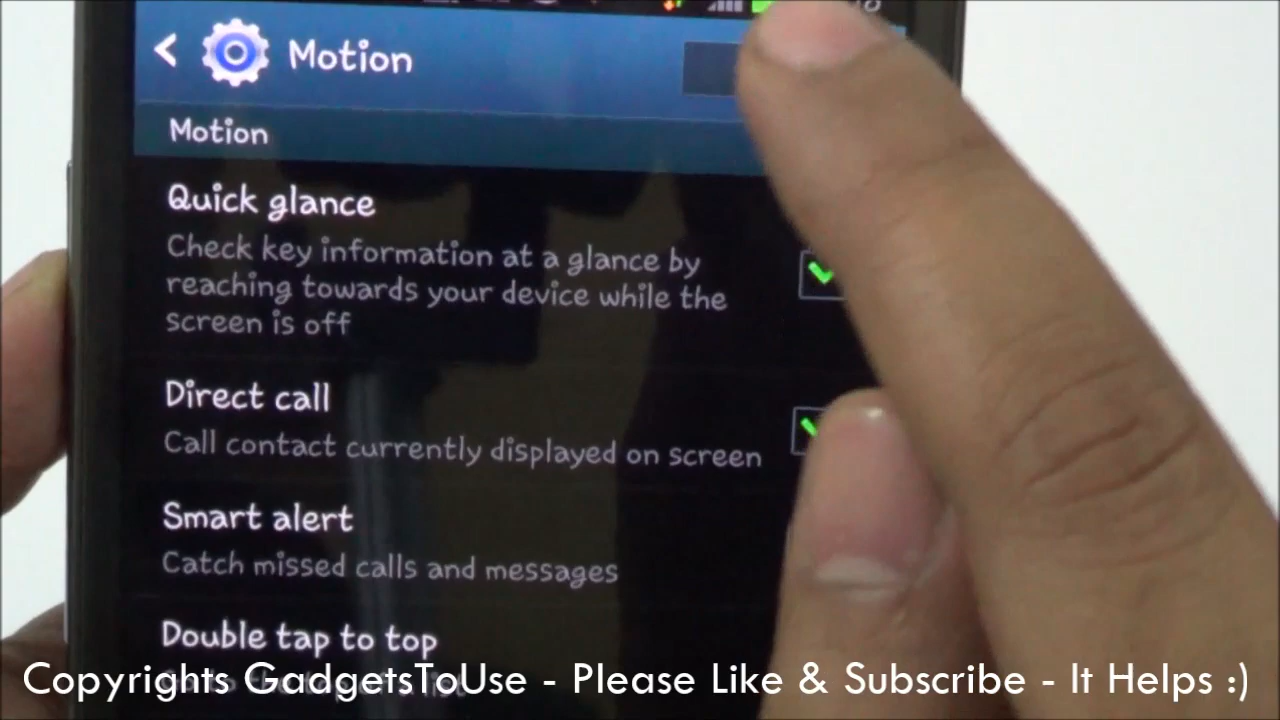 Motion
Motion
Quick glance
Check key information at a glance by
reaching towards your device while the
screen is off
Direct call
Call contact currently displayed on screen
Smart alert
Catch missed calls and messages
Double tap to top
Copyrights GadgetsToUse - Please Like & Subscribe - It Helps :)